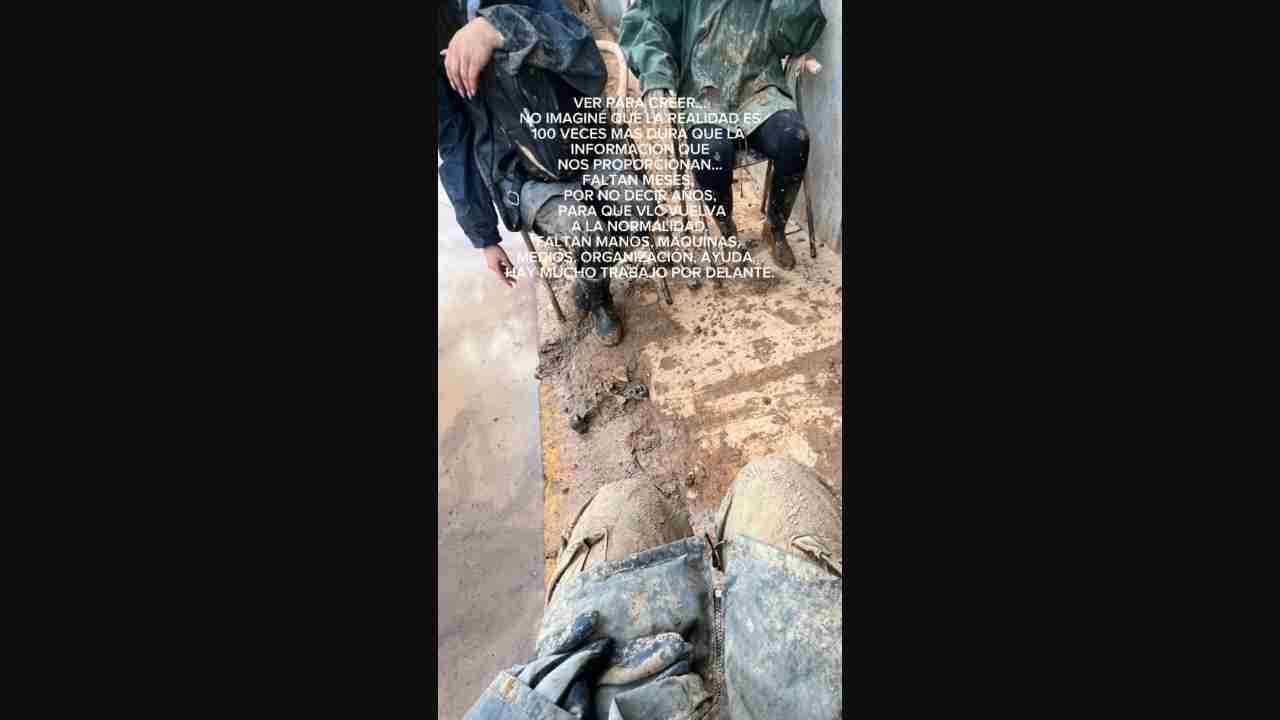 VER PARA CREER...
NO IMAGINÉ QUE LA REALIDAD ES
100 VECES MÁS DURA QUE LA
INFORMACIÓN QUE
NOS PROPORCIONAN...
FALTAN MESES,
POR NO DECIR AÑOS,
PARA QUE VLC VUELVA
A LA NORMALIDAD.
FALTAN MANOS, MÁQUINAS,
MEDIOS, ORGANIZACIÓN, AYUDA.
HAY MUCHO TRABAJO POR DELANTE.